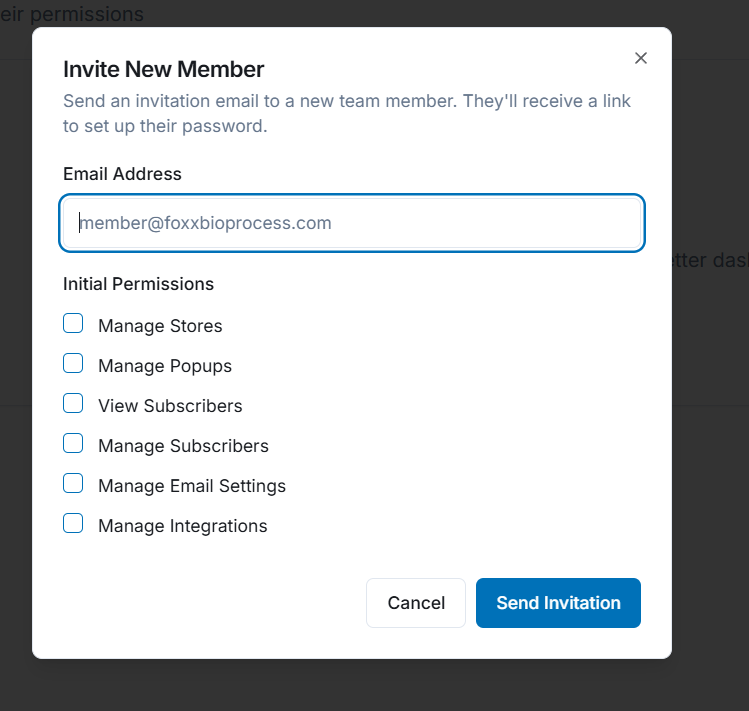 eir permissions
Invite New Member
Send an invitation email to a new team member. They'll receive a link
to set up their password.
Email Address
member@foxxbioprocess.com
etter das
Initial Permissions
Manage Stores
Manage Popups
View Subscribers
Manage Subscribers
Manage Email Settings
Manage Integrations
Cancel
Send Invitation